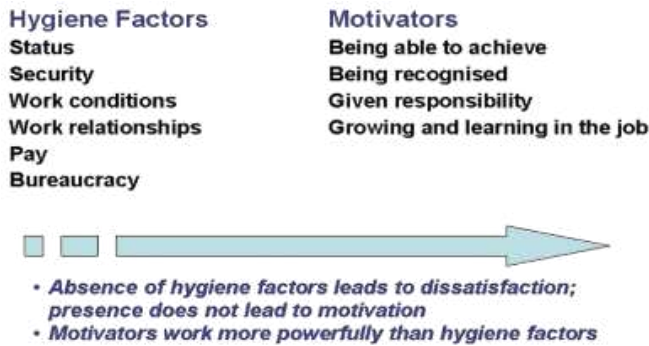 Hygiene Factors
Status
Security
Work conditions
Work relationships
Pay
Bureaucracy
Motivators
Being able to achieve
Being recognised
Given responsibility
Growing and learning in the job
• Absence of hygiene factors leads to dissatisfaction;
presence does not lead to motivation
• Motivators work more powerfully than hygiene factors